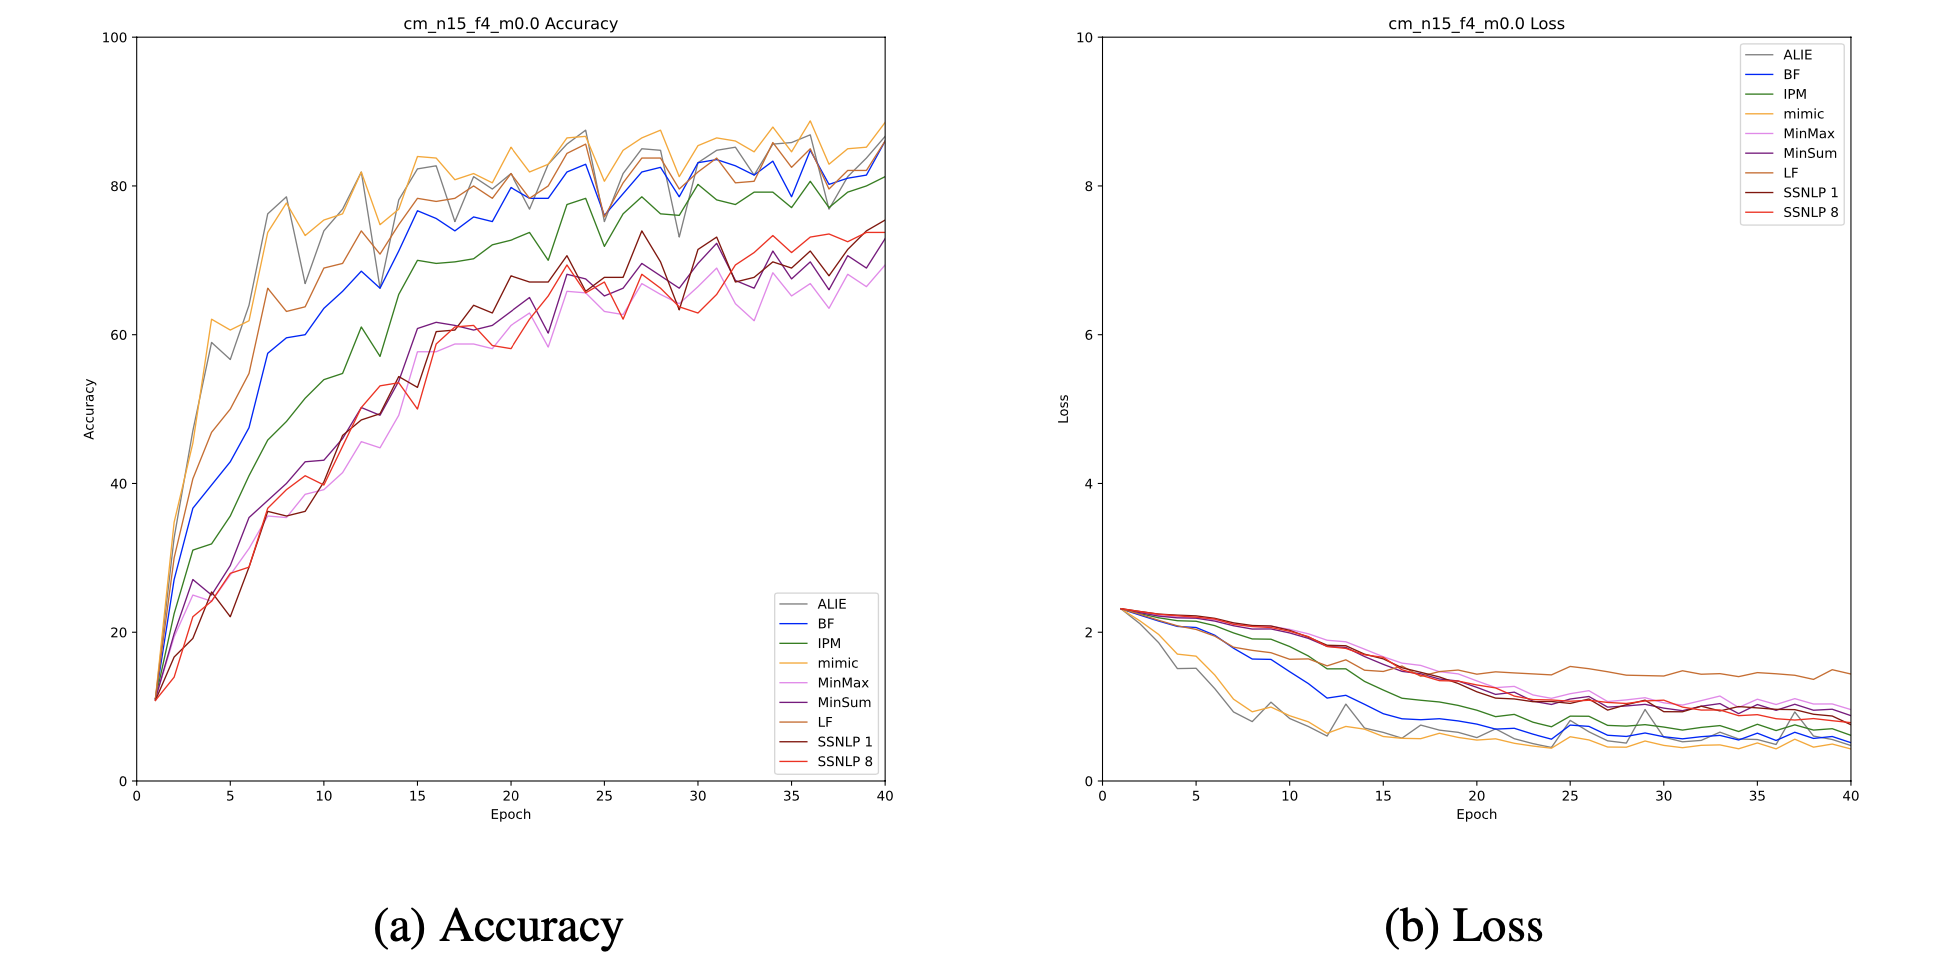 cm_n15_f4_m0.0 Accuracy
100
80
60
40
20
0
Accuracy
0 5 10 15 20 25 30 35 40
Epoch
ALIE
BF
IPM
mimic
MinMax
MinSum
LF
SSNLP 1
SSNLP 8
(a) Accuracy
cm_n15_f4_m0.0 Loss
10
8
6
4
2
0
Loss
0 5 10 15 20 25 30 35 40
Epoch
ALIE
BF
IPM
mimic
MinMax
MinSum
LF
SSNLP 1
SSNLP 8
(b) Loss